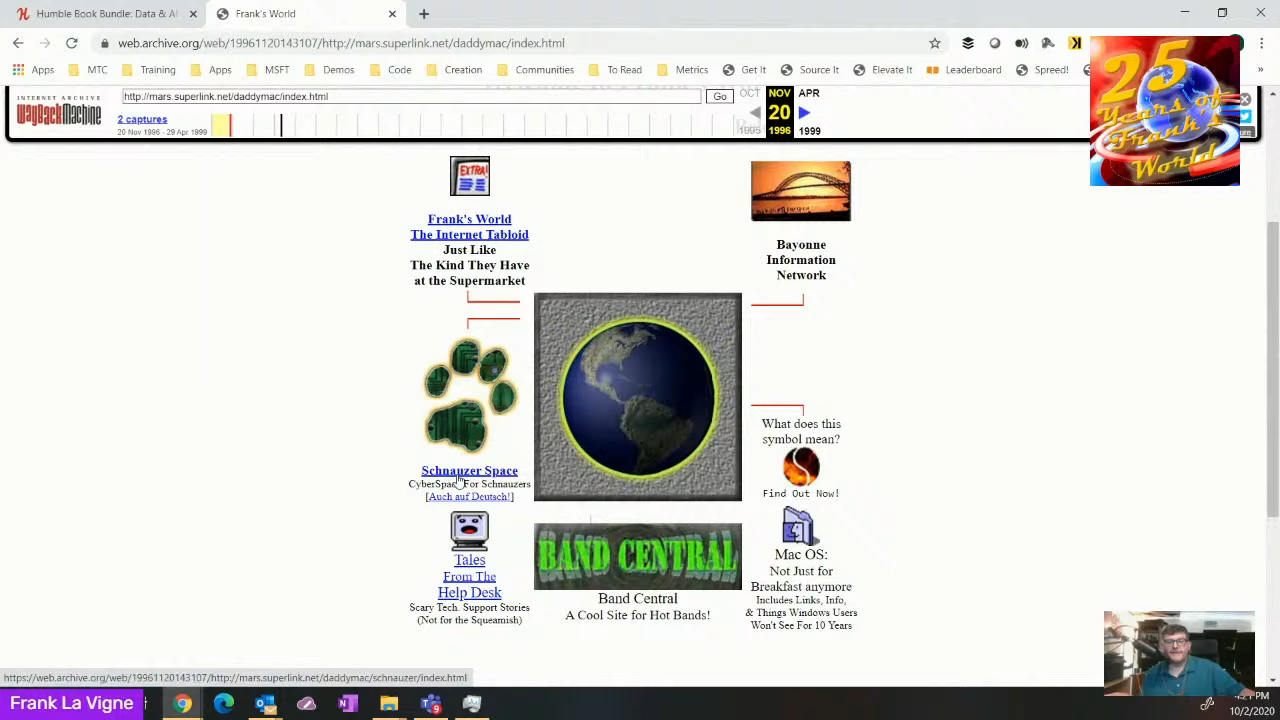 Humble Bundle
Frank's World
web.archive.org/web/19961120143107/http://mars.superlink.net/daddymac/index.html
Apps
MTC
Training
Apps
MSFT
Demos
Code
Creation
Communities
To Read
Metrics
Get It
Source It
Elevate It
Leaderboard
Speed!
INTERNET ARCHIVE
WayBackMachine
http://mars.superlink.net/daddymac/index.html
Go
OCT
NOV
APR
2 captures
20
20 Nov 1996 - 29 Apr 1999
1995
1996
1999
25
Years of
Frank's
World
EXTRA!
Frank's World
The Internet Tabloid
Just Like
The Kind They Have
at the Supermarket
Bayonne
Information
Network
What does this
symbol mean?
Find Out Now!
Schnauzer Space
CyberSpace For Schnauzers
[Auch auf Deutsch!]
Tales
From The
Help Desk
Scary Tech. Support Stories
(Not for the Squeamish)
BAND CENTRAL
Band Central
A Cool Site for Hot Bands!
Mac OS:
Not Just for
Breakfast anymore
Includes Links, Info,
& Things Windows Users
Won't See For 10 Years
https://web.archive.org/web/19961120143107/http://mars.superlink.net/daddymac/schnauzer/main.html
Frank La Vigne
10/2/2020